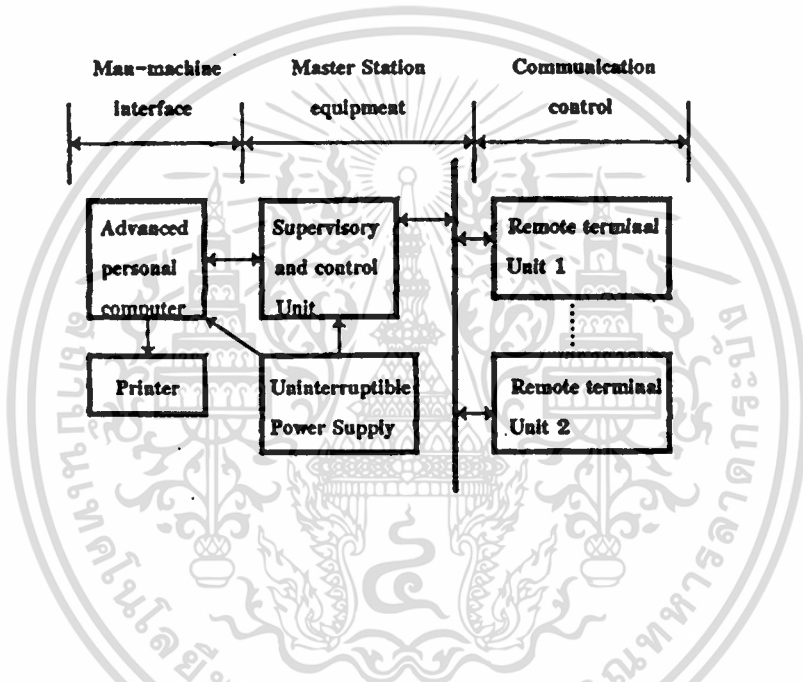 Man-machine
interface
Master Station
equipment
Communication
control
Advanced
personal
computer
Supervisory
and control
Unit
Remote terminal
Unit 1
Printer
Uninterruptible
Power Supply
Remote terminal
Unit 2